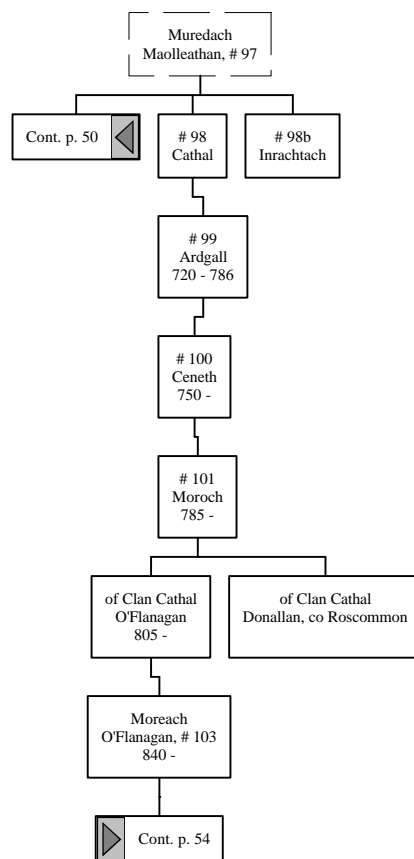 Muredach
Maolleathan, # 97
Cont. p. 50
# 98
Cathal
# 98b
Inrachtach
# 99
Ardgall
720 - 786
# 100
Ceneth
750 -
# 101
Moroch
785 -
of Clan Cathal
O'Flanagan
805 -
of Clan Cathal
Donallan, co Roscommon
Moreach
O'Flanagan, # 103
840 -
Cont. p. 54